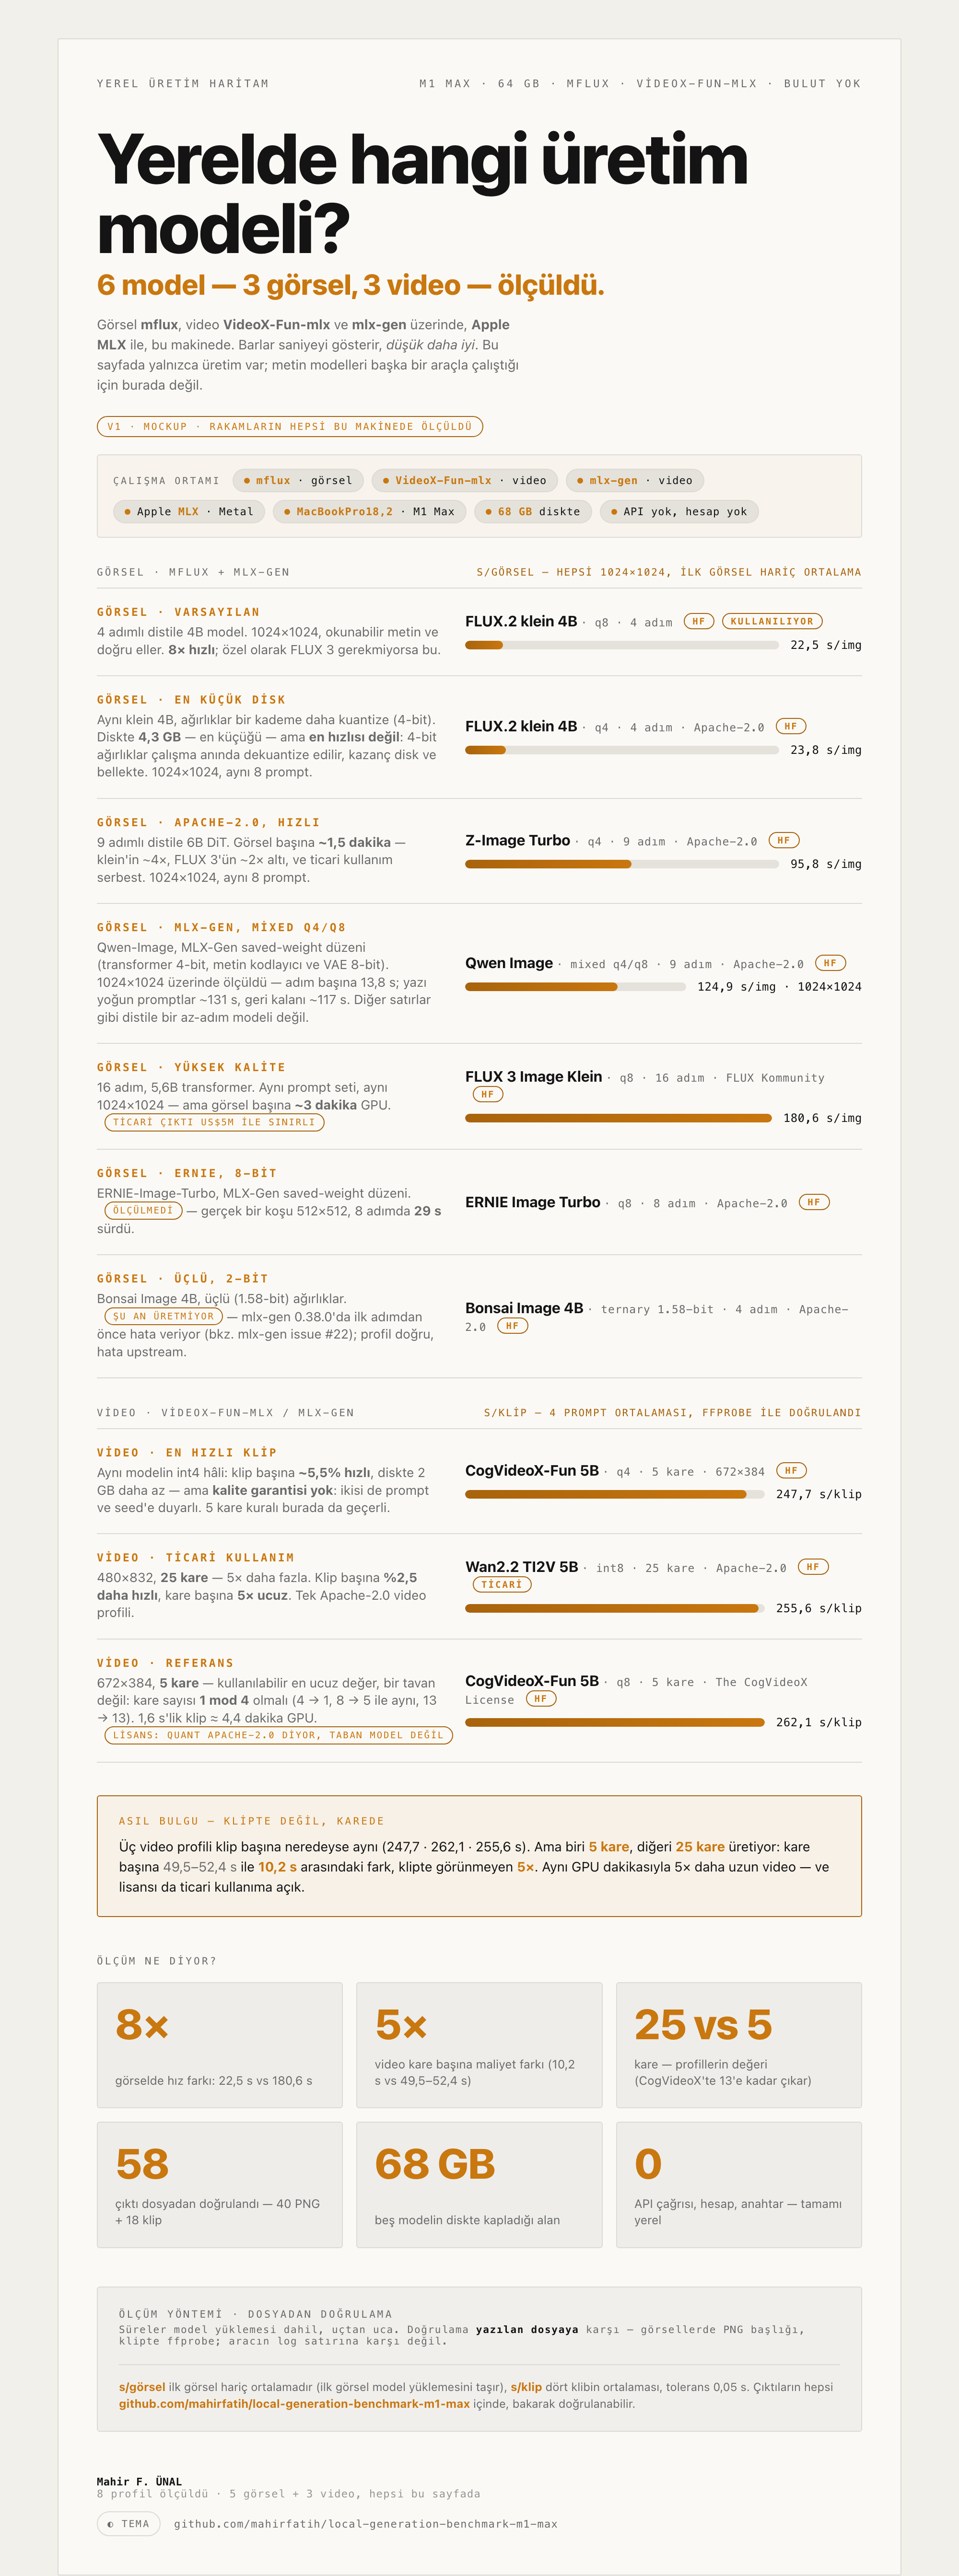 YEREL ÜRETİM HARİTAM
M1 MAX · 64 GB · MFLUX · VİDEOX-FUN-MLX · BULUT YOK
Yerelde hangi üretim
modeli?
6 model — 3 görsel, 3 video — ölçüldü.
Görsel mflux, video VideoX-Fun-mlx ve mlx-gen üzerinde, Apple
MLX ile, bu makinede. Barlar saniyeyi gösterir, düşük daha iyi. Bu
sayfada yalnızca üretim var; metin modelleri başka bir araçla çalıştığı
için burada değil.
V1 · MOCKUP · RAKAMLARIN HEPSİ BU MAKİNEDE ÖLÇÜLDÜ
ÇALIŞMA ORTAMI
mflux · görsel
VideoX-Fun-mlx · video
mlx-gen · video
Apple MLX · Metal
MacBookPro18,2 · M1 Max
68 GB diskte
API yok, hesap yok
GÖRSEL · MFLUX + MLX-GEN
S/GÖRSEL — HEPSİ 1024×1024, İLK GÖRSEL HARİÇ ORTALAMA
GÖRSEL · VARSAYILAN
4 adımlı distile 4B model. 1024×1024, okunabilir metin ve
doğru eller. 8× hızlı; özel olarak FLUX 3 gerekmiyorsa bu.
FLUX.2 klein 4B · q8 · 4 adım HF KULLANILIYOR
22,5 s/img
GÖRSEL · EN KÜÇÜK DİSK
Aynı klein 4B, ağırlıklar bir kademe daha kuantize (4-bit).
Diskte 4,3 GB — en küçüğü — ama en hızlısı değil: 4-bit
ağırlıklar çalışma anında dekuantize edilir, kazanç disk ve
bellekte. 1024×1024, aynı 8 prompt.
FLUX.2 klein 4B · q4 · 4 adım · Apache-2.0 HF
23,8 s/img
GÖRSEL · APACHE-2.0, HIZLI
9 adımlı distile 6B DiT. Görsel başına ~1,5 dakika —
klein'in ~4×, FLUX 3'ün ~2× altı, ve ticari kullanım
serbest. 1024×1024, aynı 8 prompt.
Z-Image Turbo · q4 · 9 adım · Apache-2.0 HF
95,8 s/img
GÖRSEL · MLX-GEN, MİXED Q4/Q8
Qwen-Image, MLX-Gen saved-weight düzeni
(transformer 4-bit, metin kodlayıcı ve VAE 8-bit).
1024×1024 üzerinde ölçüldü — adım başına 13,8 s; yazı
yoğun promptlar ~131 s, geri kalanı ~117 s. Diğer satırlar
gibi distile bir az-adım modeli değil.
Qwen Image · mixed q4/q8 · 9 adım · Apache-2.0 HF
124,9 s/img · 1024×1024
GÖRSEL · YÜKSEK KALİTE
16 adım, 5,6B transformer. Aynı prompt seti, aynı
1024×1024 — ama görsel başına ~3 dakika GPU.
TİCARİ ÇIKTI US$5M İLE SINIRLI
FLUX 3 Image Klein · q8 · 16 adım · FLUX Kommunity
HF
180,6 s/img
GÖRSEL · ERNIE, 8-BİT
ERNIE-Image-Turbo, MLX-Gen saved-weight düzeni.
ÖLÇÜLMEDİ — gerçek bir koşu 512×512, 8 adımda 29 s
sürdü.
ERNIE Image Turbo · q8 · 8 adım · Apache-2.0 HF
GÖRSEL · ÜÇLÜ, 2-BİT
Bonsai Image 4B, üçlü (1.58-bit) ağırlıklar.
ŞU AN ÜRETMİYOR — mlx-gen 0.38.0'da ilk adımdan
önce hata veriyor (bkz. mlx-gen issue #22); profil doğru,
hata upstream.
Bonsai Image 4B · ternary 1.58-bit · 4 adım · Apache-
2.0 HF
VİDEO · VİDEOX-FUN-MLX / MLX-GEN
S/KLİP — 4 PROMPT ORTALAMASI, FFPROBE İLE DOĞRULANDI
VİDEO · EN HIZLI KLİP
Aynı modelin int4 hâli: klip başına ~5,5% hızlı, diskte 2
GB daha az — ama kalite garantisi yok: ikisi de prompt
ve seed'e duyarlı. 5 kare kuralı burada da geçerli.
CogVideoX-Fun 5B · q4 · 5 kare · 672×384 HF
247,7 s/klip
VİDEO · TİCARİ KULLANIM
480×832, 25 kare — 5× daha fazla. Klip başına %2,5
daha hızlı, kare başına 5× ucuz. Tek Apache-2.0 video
profili.
Wan2.2 TI2V 5B · int8 · 25 kare · Apache-2.0 HF
TİCARİ
255,6 s/klip
VİDEO · REFERANS
672×384, 5 kare — kullanılabilir en ucuz değer, bir tavan
değil: kare sayısı 1 mod 4 olmalı (4 → 1, 8 → 5 ile aynı, 13
→ 13). 1,6 s'lik klip ≈ 4,4 dakika GPU.
LİSANS: QUANT APACHE-2.0 DİYOR, TABAN MODEL DEĞİL
CogVideoX-Fun 5B · q8 · 5 kare · The CogVideoX
License HF
262,1 s/klip
ASIL BULGU — KLİPTE DEĞİL, KAREDE
Üç video profili klip başına neredeyse aynı (247,7 · 262,1 · 255,6 s). Ama biri 5 kare, diğeri 25 kare üretiyor: kare
başına 49,5–52,4 s ile 10,2 s arasındaki fark, klipte görünmeyen 5×. Aynı GPU dakikasıyla 5× daha uzun video — ve
lisansı da ticari kullanıma açık.
ÖLÇÜM NE DİYOR?
8×
görselde hız farkı: 22,5 s vs 180,6 s
5×
video kare başına maliyet farkı (10,2
s vs 49,5–52,4 s)
25 vs 5
kare — profillerin değeri
(CogVideoX'te 13'e kadar çıkar)
58
çıktı dosyadan doğrulandı — 40 PNG
+ 18 klip
68 GB
beş modelin diskte kapladığı alan
0
API çağrısı, hesap, anahtar — tamamı
yerel
ÖLÇÜM YÖNTEMİ · DOSYADAN DOĞRULAMA
Süreler model yüklemesi dahil, uçtan uca. Doğrulama yazılan dosyaya karşı — görsellerde PNG başlığı,
klipte ffprobe; aracın log satırına karşı değil.
s/görsel ilk görsel hariç ortalamadır (ilk görsel model yüklemesini taşır), s/klip dört klibin ortalaması, tolerans 0,05 s. Çıktıların hepsi
github.com/mahirfatih/local-generation-benchmark-m1-max içinde, bakarak doğrulanabilir.
Mahir F. ÜNAL
8 profil ölçüldü · 5 görsel + 3 video, hepsi bu sayfada
◐ TEMA
github.com/mahirfatih/local-generation-benchmark-m1-max